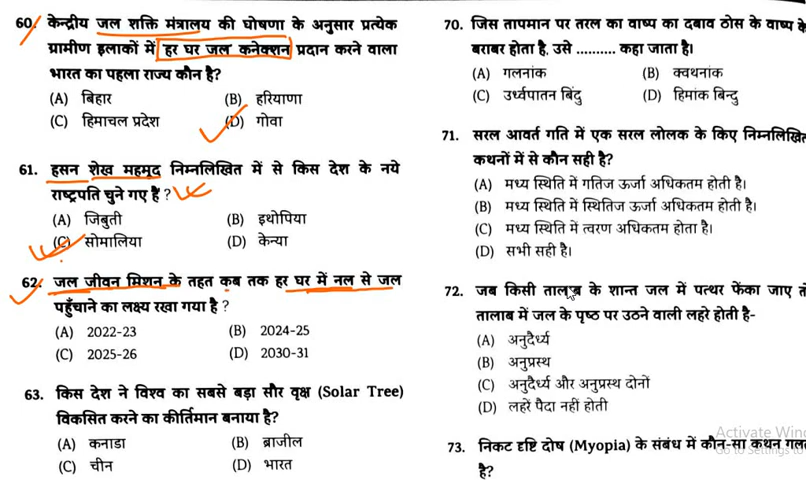 60. केन्द्रीय जल शक्ति मंत्रालय की घोषणा के अनुसार प्रत्येक
ग्रामीण इलाकों में हर घर जल कनेक्शन प्रदान करने वाला
भारत का पहला राज्य कौन है?
(A) बिहार (B) हरियाणा
(C) हिमाचल प्रदेश (D) गोवा
61. हसन शेख महमूद निम्नलिखित में से किस देश के नये
राष्ट्रपति चुने गए हैं ?
(A) जिबुती (B) इथोपिया
(C) सोमालिया (D) केन्या
62. जल जीवन मिशन के तहत कब तक हर घर में नल से जल
पहुँचाने का लक्ष्य रखा गया है ?
(A) 2022-23 (B) 2024-25
(C) 2025-26 (D) 2030-31
63. किस देश ने विश्व का सबसे बड़ा सौर वृक्ष (Solar Tree)
विकसित करने का कीर्तिमान बनाया है?
(A) कनाडा (B) ब्राजील
(C) चीन (D) भारत
70. जिस तापमान पर तरल का वाष्प का दबाव ठोस के वाष्प के
बराबर होता है, उसे .......... कहा जाता है।
(A) गलनांक (B) क्वथनांक
(C) उर्ध्वपातन बिंदु (D) हिमांक बिन्दु
71. सरल आवर्त गति में एक सरल लोलक के किए निम्नलिखित
कथनों में से कौन सही है?
(A) मध्य स्थिति में गतिज ऊर्जा अधिकतम होती है।
(B) मध्य स्थिति में स्थितिज ऊर्जा अधिकतम होती है।
(C) मध्य स्थिति में त्वरण अधिकतम होता है।
(D) सभी सही है।
72. जब किसी तालाब के शान्त जल में पत्थर फेंका जाए तो
तालाब में जल के पृष्ठ पर उठने वाली लहरे होती है-
(A) अनुदैर्ध्य
(B) अनुप्रस्थ
(C) अनुदैर्ध्य और अनुप्रस्थ दोनों
(D) लहरें पैदा नहीं होती
Activate Win
73. निकट दृष्टि दोष (Myopia) के संबंध में कौन-सा कथन गलत
Go to Settings to
है?